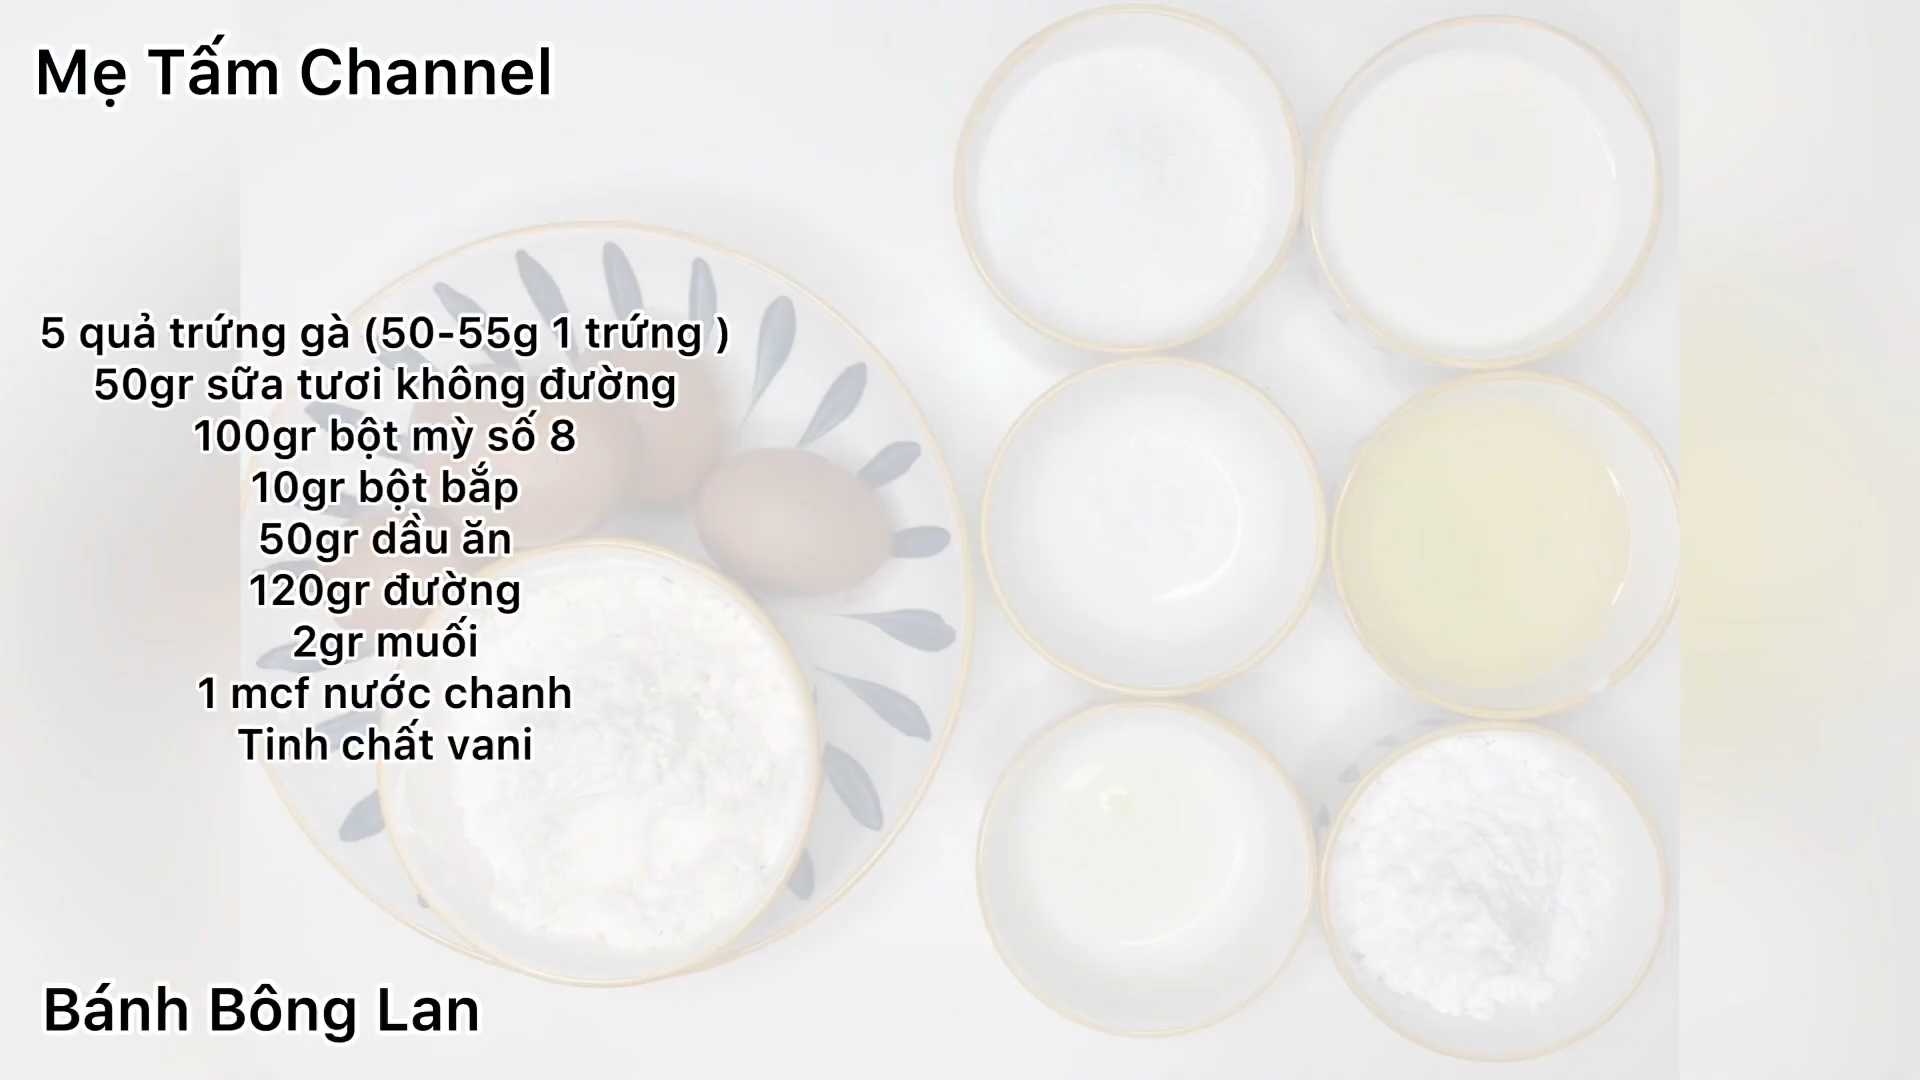 Mẹ Tấm Channel
5 quả trứng gà (50-55g 1 trứng )
50gr sữa tươi không đường
100gr bột mỳ số 8
10gr bột bắp
50gr dầu ăn
120gr đường
2gr muối
1 mcf nước chanh
Tinh chất vani
Bánh Bông Lan